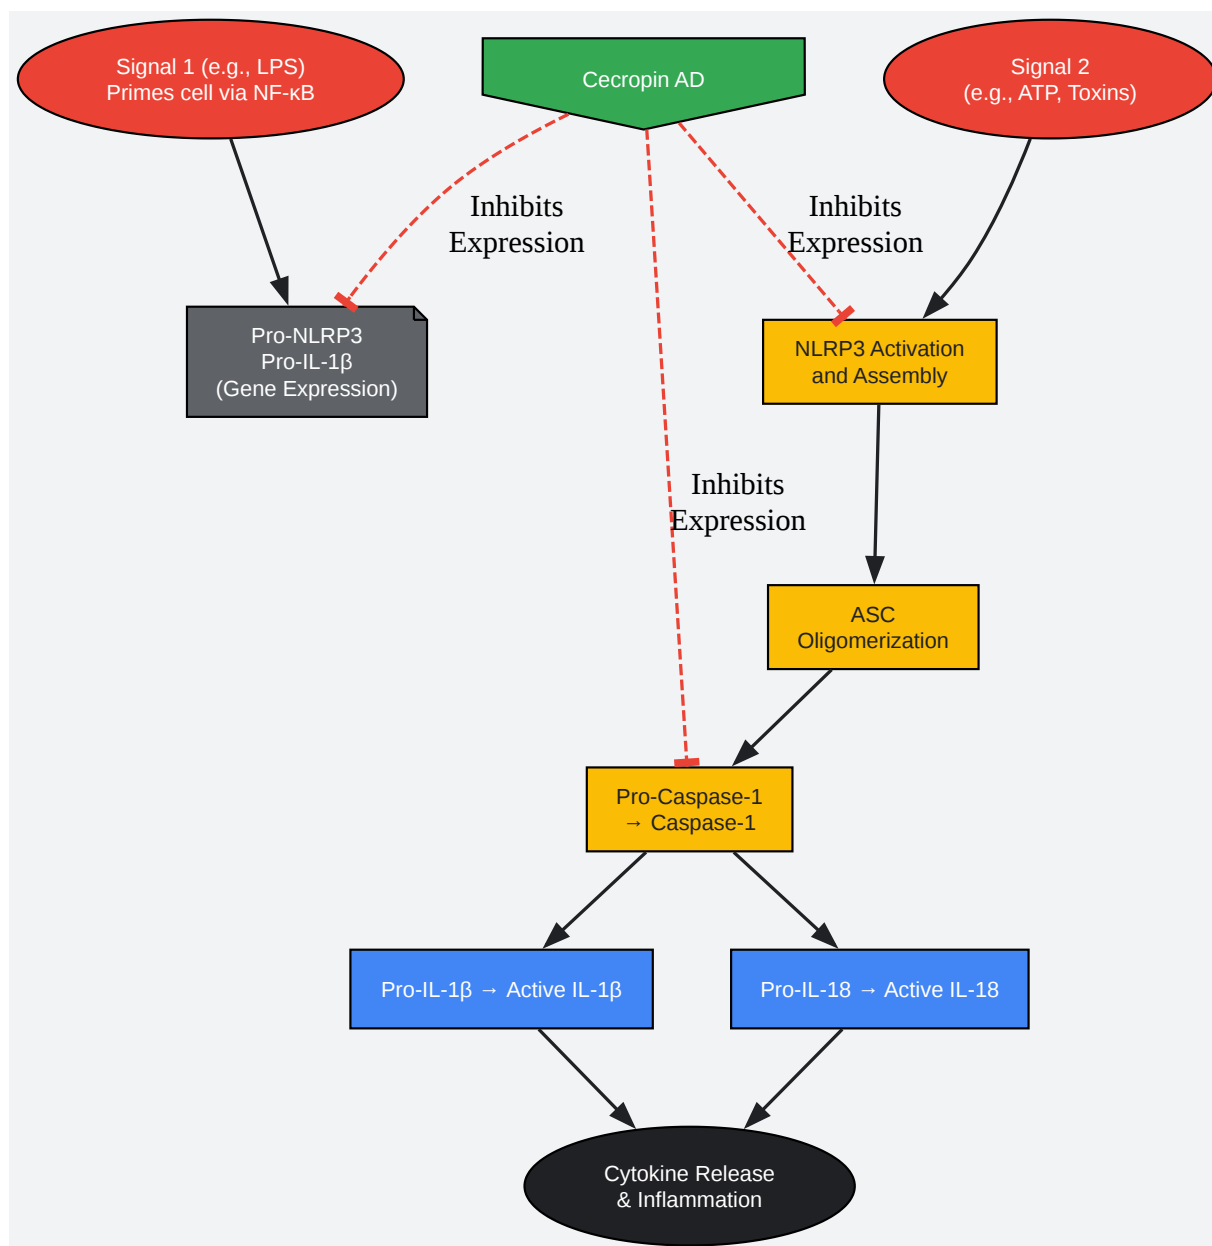 Signal 1 (e.g., LPS)
Primes cell via NF-κB
Cecropin AD
Signal 2
(e.g., ATP, Toxins)
Inhibits
Expression
Inhibits
Expression
Pro-NLRP3
Pro-IL-1β
(Gene Expression)
NLRP3 Activation
and Assembly
Inhibits
Expression
ASC
Oligomerization
Pro-Caspase-1
→ Caspase-1
Pro-IL-1β → Active IL-1β
Pro-IL-18 → Active IL-18
Cytokine Release
& Inflammation